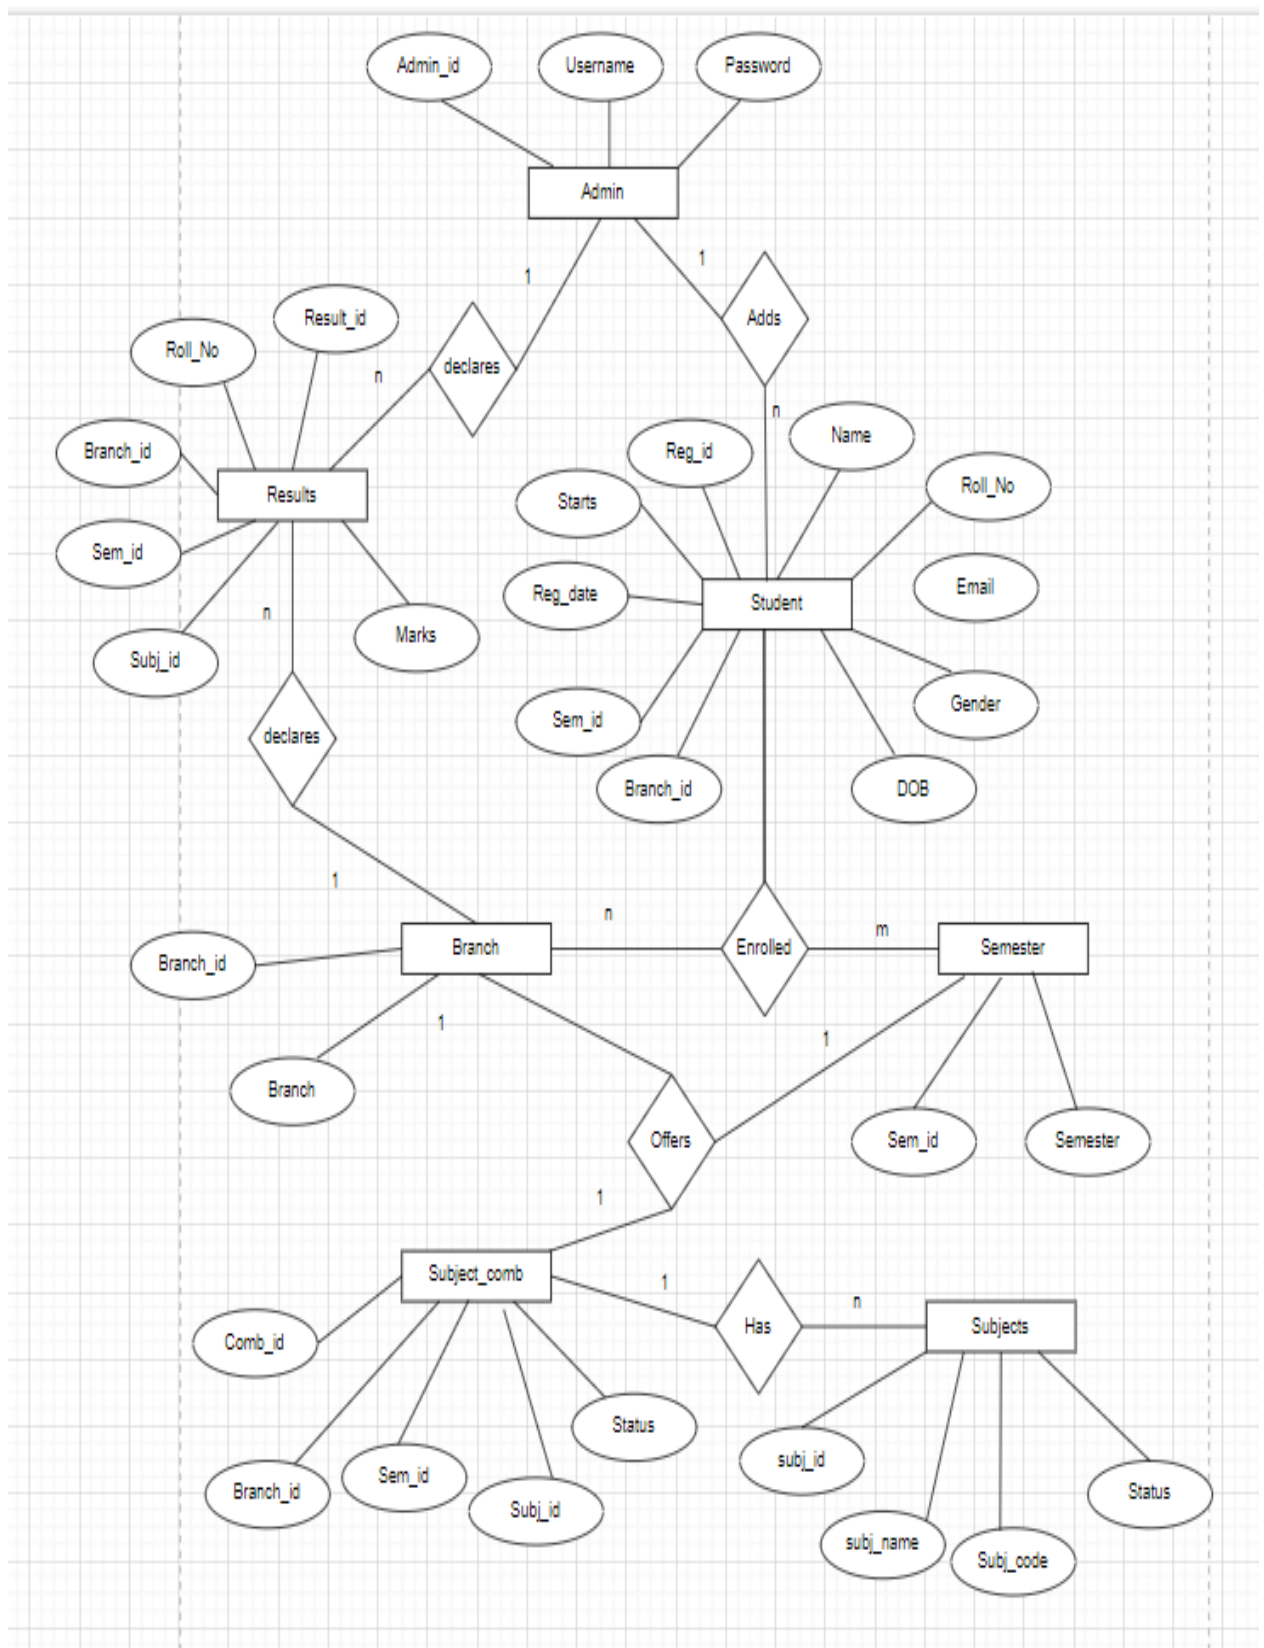 Admin_id
Username
Password
Admin
1
1
Adds
declares
n
n
Result_id
Roll_No
Branch_id
Results
Sem_id
Subj_id
Marks
n
declares
1
Name
Reg_id
Roll_No
Starts
Email
Reg_date
Student
Gender
Sem_id
Branch_id
DOB
n
m
Branch
Enrolled
Semester
Branch_id
1
1
Branch
Offers
Sem_id
Semester
1
Subject_comb
1
n
Has
Subjects
Comb_id
Status
Sem_id
Branch_id
Subj_id
subj_id
Status
subj_name
Subj_code